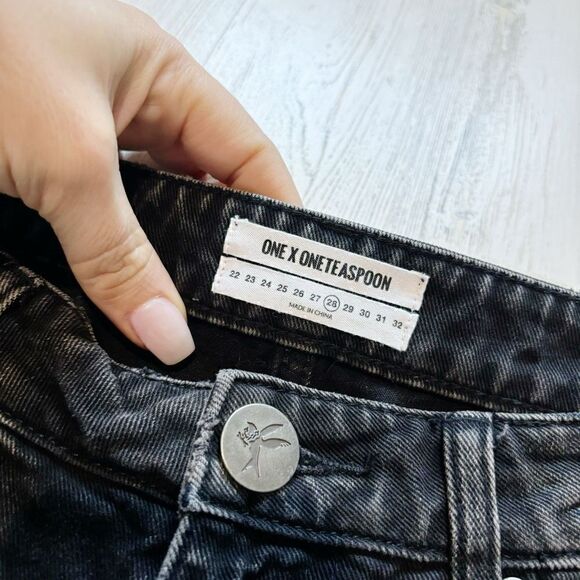 ONE X ONETEASPOON
22 23 24 25 26 27 28 29 30 31 32
MADE IN CHINA